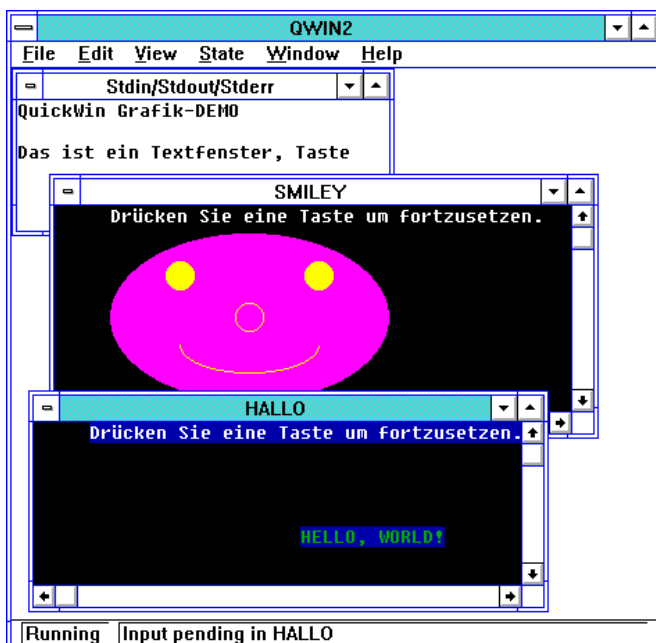 QWIN2
File Edit View State Window Help
Stdin/Stdout/Stderr
QuickWin Grafik-DEMO
Das ist ein Textfenster, Taste
SMILEY
Drücken Sie eine Taste um fortzusetzen.
HALLO
Drücken Sie eine Taste um fortzusetzen.
HELLO, WORLD!
Running Input pending in HALLO